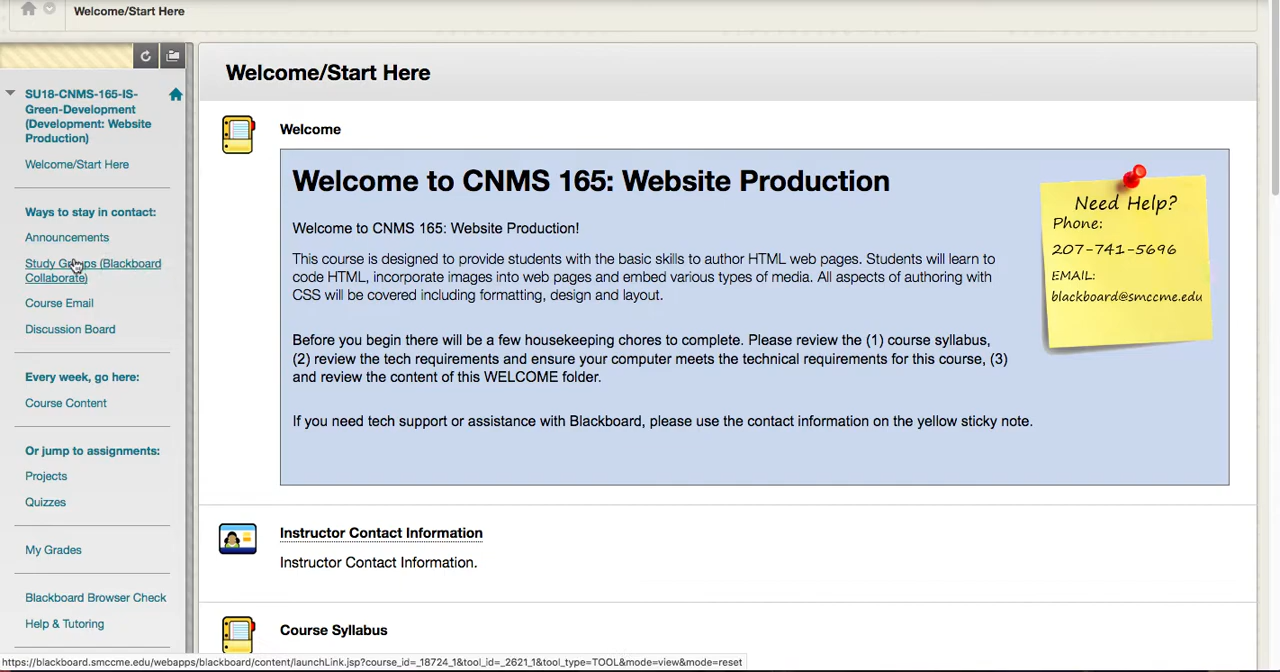 Welcome/Start Here
SU18-CNMS-165-IS-
Green-Development
(Development: Website
Production)
Welcome/Start Here
Ways to stay in contact:
Announcements
Study Groups (Blackboard
Collaborate)
Course Email
Discussion Board
Every week, go here:
Course Content
Or jump to assignments:
Projects
Quizzes
My Grades
Blackboard Browser Check
Help & Tutoring
Welcome/Start Here
Welcome
Welcome to CNMS 165: Website Production
Welcome to CNMS 165: Website Production!
This course is designed to provide students with the basic skills to author HTML web pages. Students will learn to
code HTML, incorporate images into web pages and embed various types of media. All aspects of authoring with
CSS will be covered including formatting, design and layout.
Before you begin there will be a few housekeeping chores to complete. Please review the (1) course syllabus,
(2) review the tech requirements and ensure your computer meets the technical requirements for this course, (3)
and review the content of this WELCOME folder.
If you need tech support or assistance with Blackboard, please use the contact information on the yellow sticky note.
Need Help?
Phone:
207-741-5696
EMAIL:
blackboard@smccme.edu
Instructor Contact Information
Instructor Contact Information.
Course Syllabus
https://blackboard.smccme.edu/webapps/blackboard/content/launchLink.jsp?course_id=_18724_1&tool_id=_2621_1&tool_type=TOOL&mode=view&mode=reset